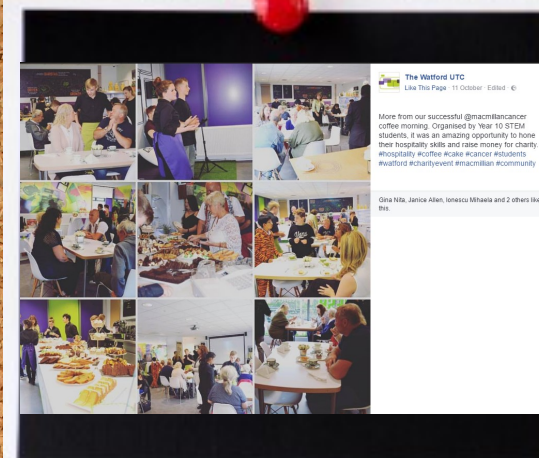 The Watford UTC
Like This Page · 11 October · Edited ·
More from our successful @macmillancancer
coffee morning. Organised by Year 10 STEM
students, it was an amazing opportunity to hone
their hospitality skills and raise money for charity.
#hospitality #coffee #cake #cancer #students
#watford #charityevent #macmillian #community
Gina Nita, Janice Allen, Ionescu Mihaela and 2 others like
this.